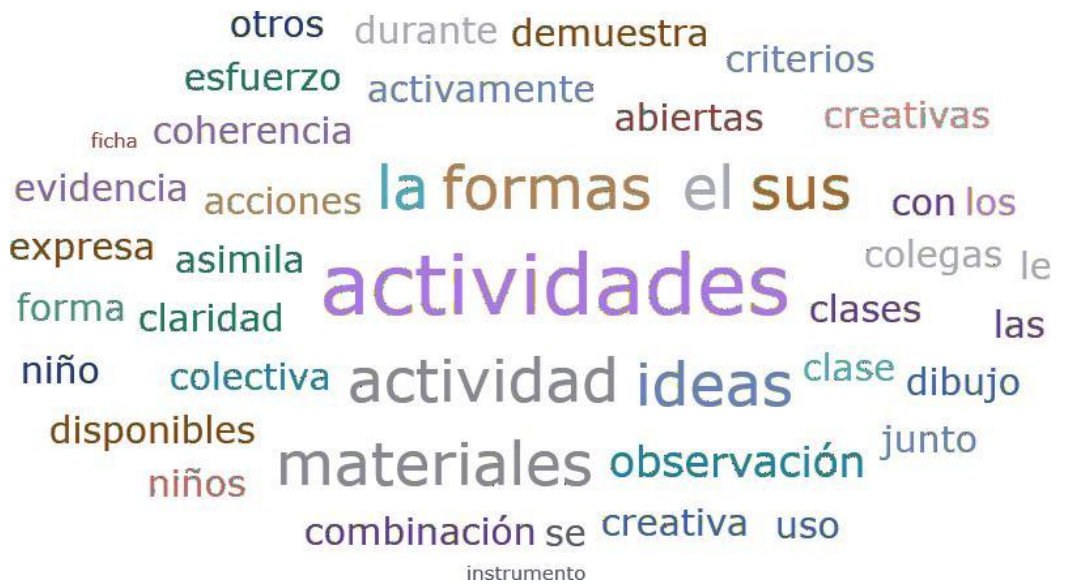 otros durante demuestra
criterios
esfuerzo activamente
abiertas creativas
ficha coherencia
evidencia acciones la formas el sus con los
expresa asimila colegas le
actividades
forma claridad clases las
niño colectiva actividad ideas clase dibujo
disponibles junto
niños materiales observación
combinación se creativa uso
instrumento